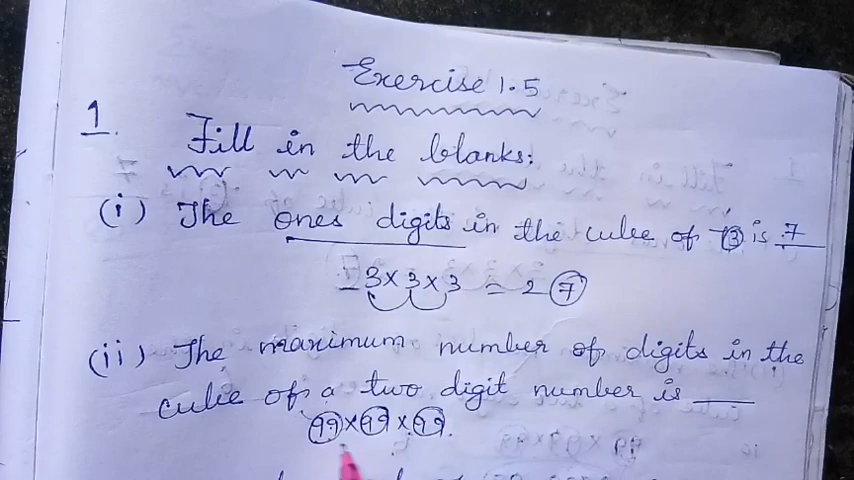 Exercise 1.5
1. Fill in the blanks:
(i) The ones digits in the cube of 73 is 7
3×3×3 = 27
(ii) The maximum number of digits in the
cube of a two digit number is ____
99×99×99.